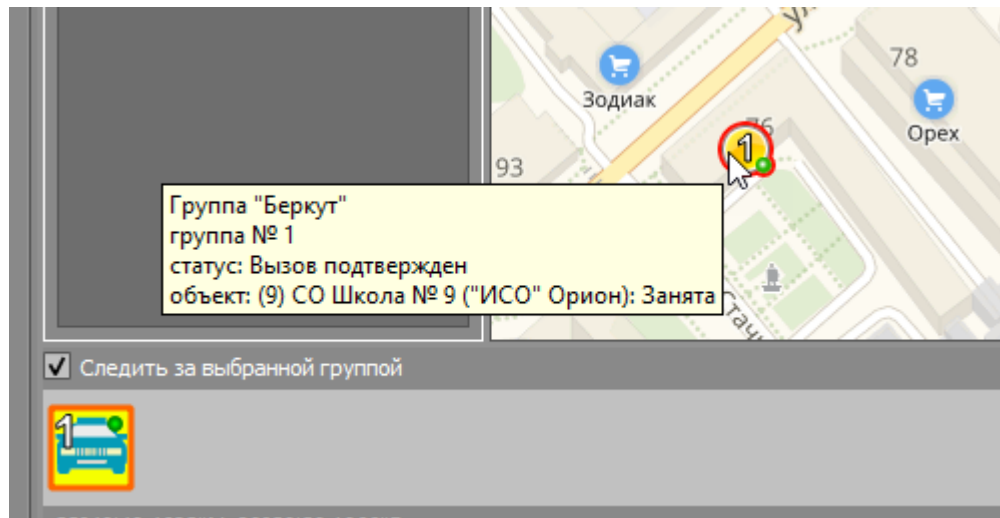 78
Зодиак
76
Орех
1
93
Группа "Беркут"
группа № 1
статус: Вызов подтвержден
объект: (9) СО Школа № 9 ("ИСО" Орион): Занята
Стач
Следить за выбранной группой
1